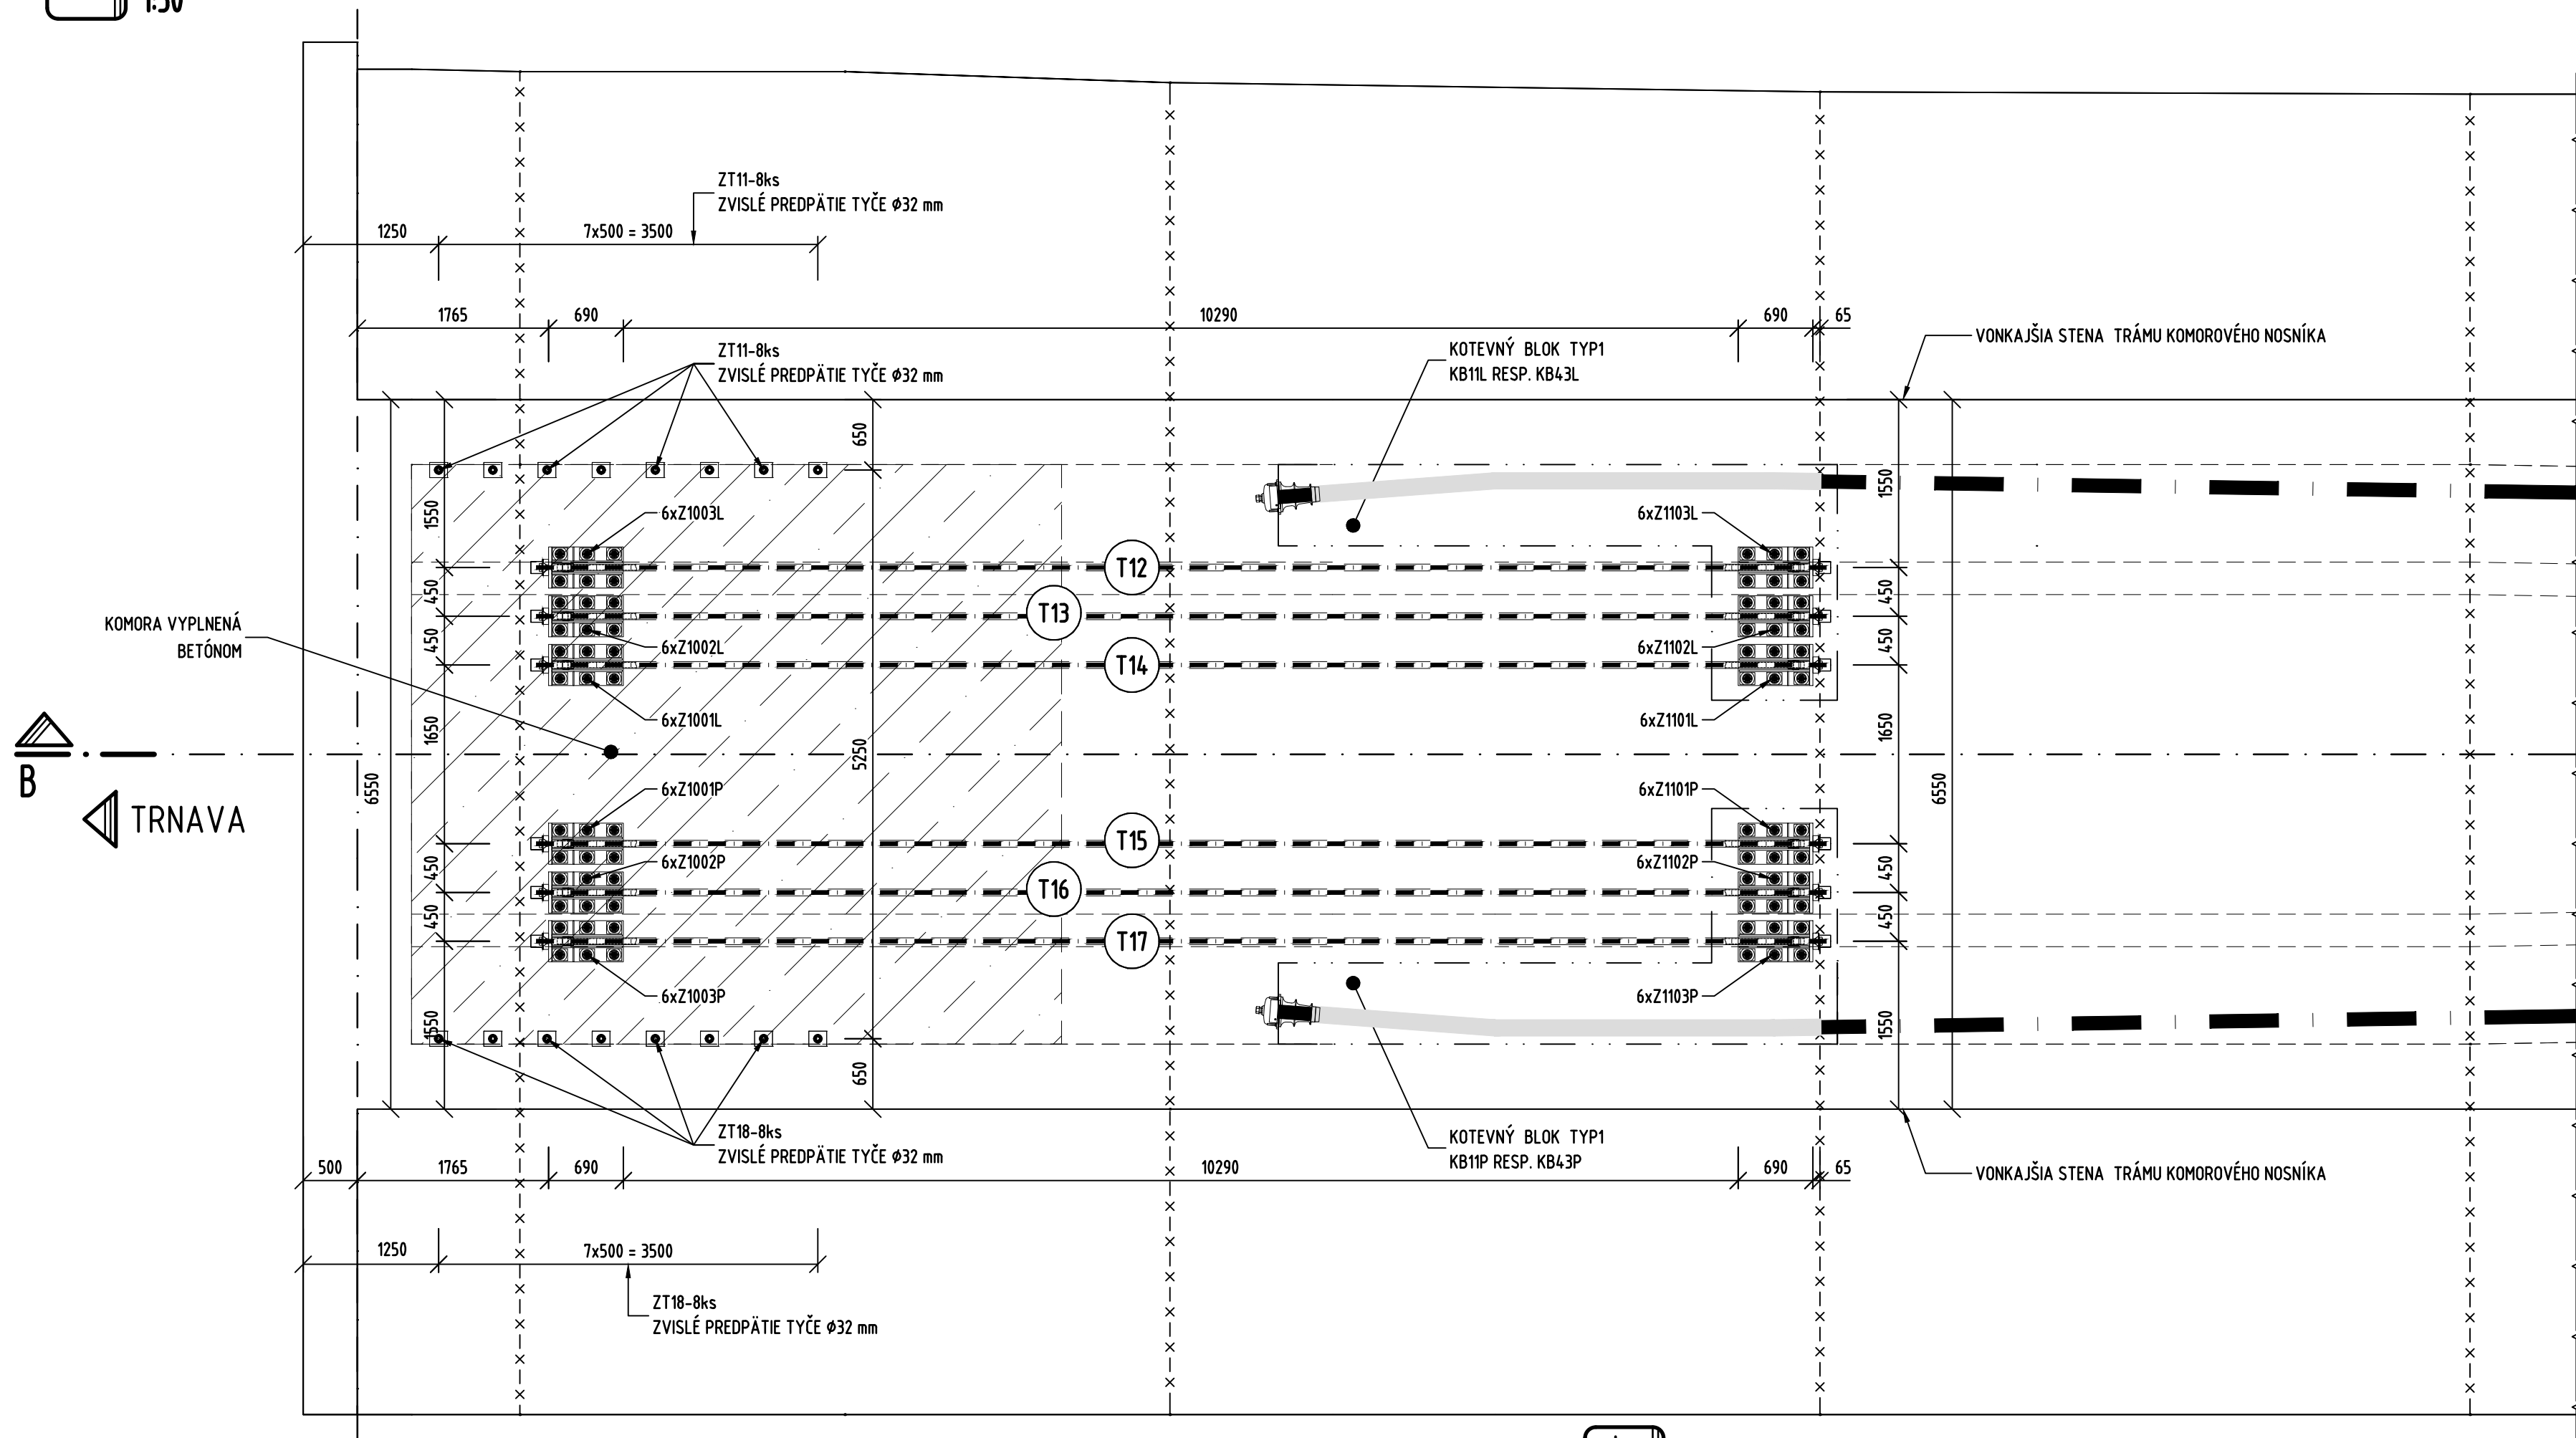 1:50
ZT11-8ks
ZVISLÉ PREDPÄTIE TYČE ϕ32 mm
1250
7x500 = 3500
1765
690
10290
690
65
ZT11-8ks
ZVISLÉ PREDPÄTIE TYČE ϕ32 mm
KOTEVNÝ BLOK TYP1
KB11L RESP. KB43L
VONKAJŠIA STENA TRÁMU KOMOROVÉHO NOSNÍKA
650
1550
1550
6xZ1003L
6xZ1103L
T12
450
450
T13
KOMORA VYPLNENÁ
BETÓNOM
450
450
6xZ1002L
6xZ1102L
T14
6xZ1001L
6xZ1101L
1650
1650
5250
6550
6550
B
TRNAVA
6xZ1001P
6xZ1101P
T15
450
450
6xZ1002P
6xZ1102P
T16
450
450
T17
6xZ1003P
6xZ1103P
1550
1550
650
ZT18-8ks
ZVISLÉ PREDPÄTIE TYČE ϕ32 mm
KOTEVNÝ BLOK TYP1
KB11P RESP. KB43P
VONKAJŠIA STENA TRÁMU KOMOROVÉHO NOSNÍKA
500
1765
690
10290
690
65
1250
7x500 = 3500
ZT18-8ks
ZVISLÉ PREDPÄTIE TYČE ϕ32 mm